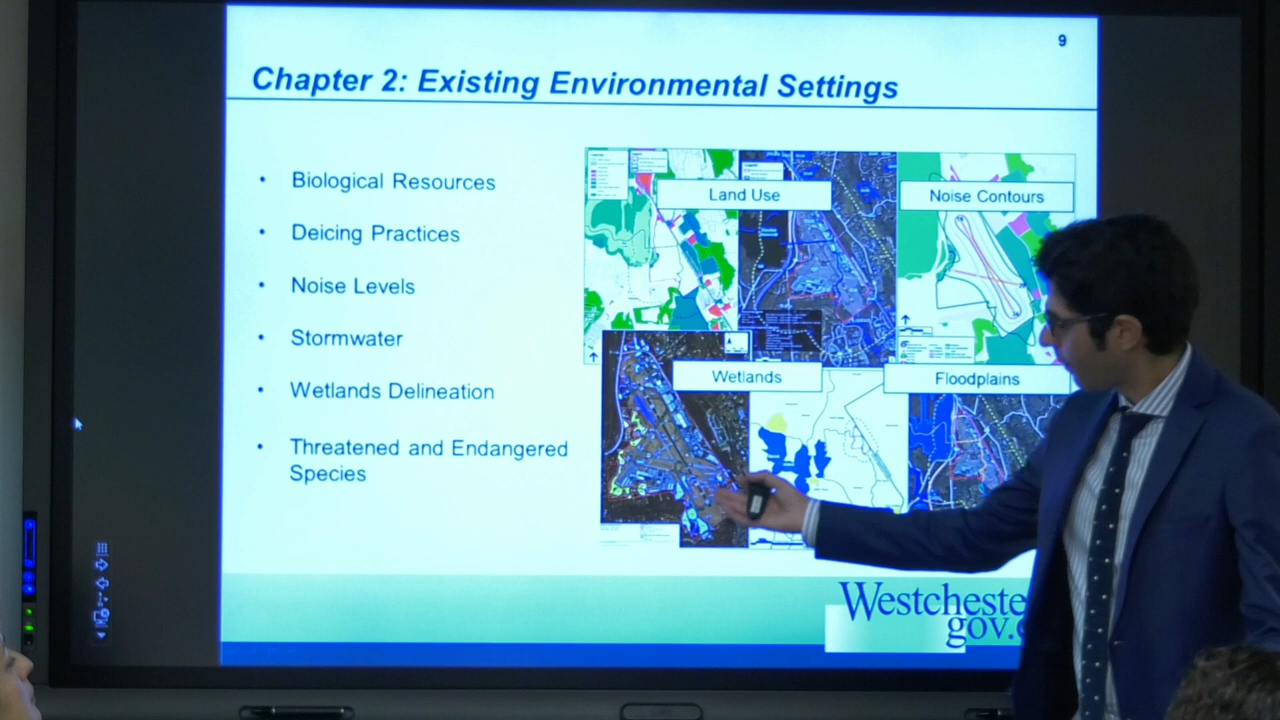 9
Chapter 2: Existing Environmental Settings
• Biological Resources
• Deicing Practices
• Noise Levels
• Stormwater
• Wetlands Delineation
• Threatened and Endangered
Species
Land Use
Noise Contours
Wetlands
Floodplains
Westcheste
gov.